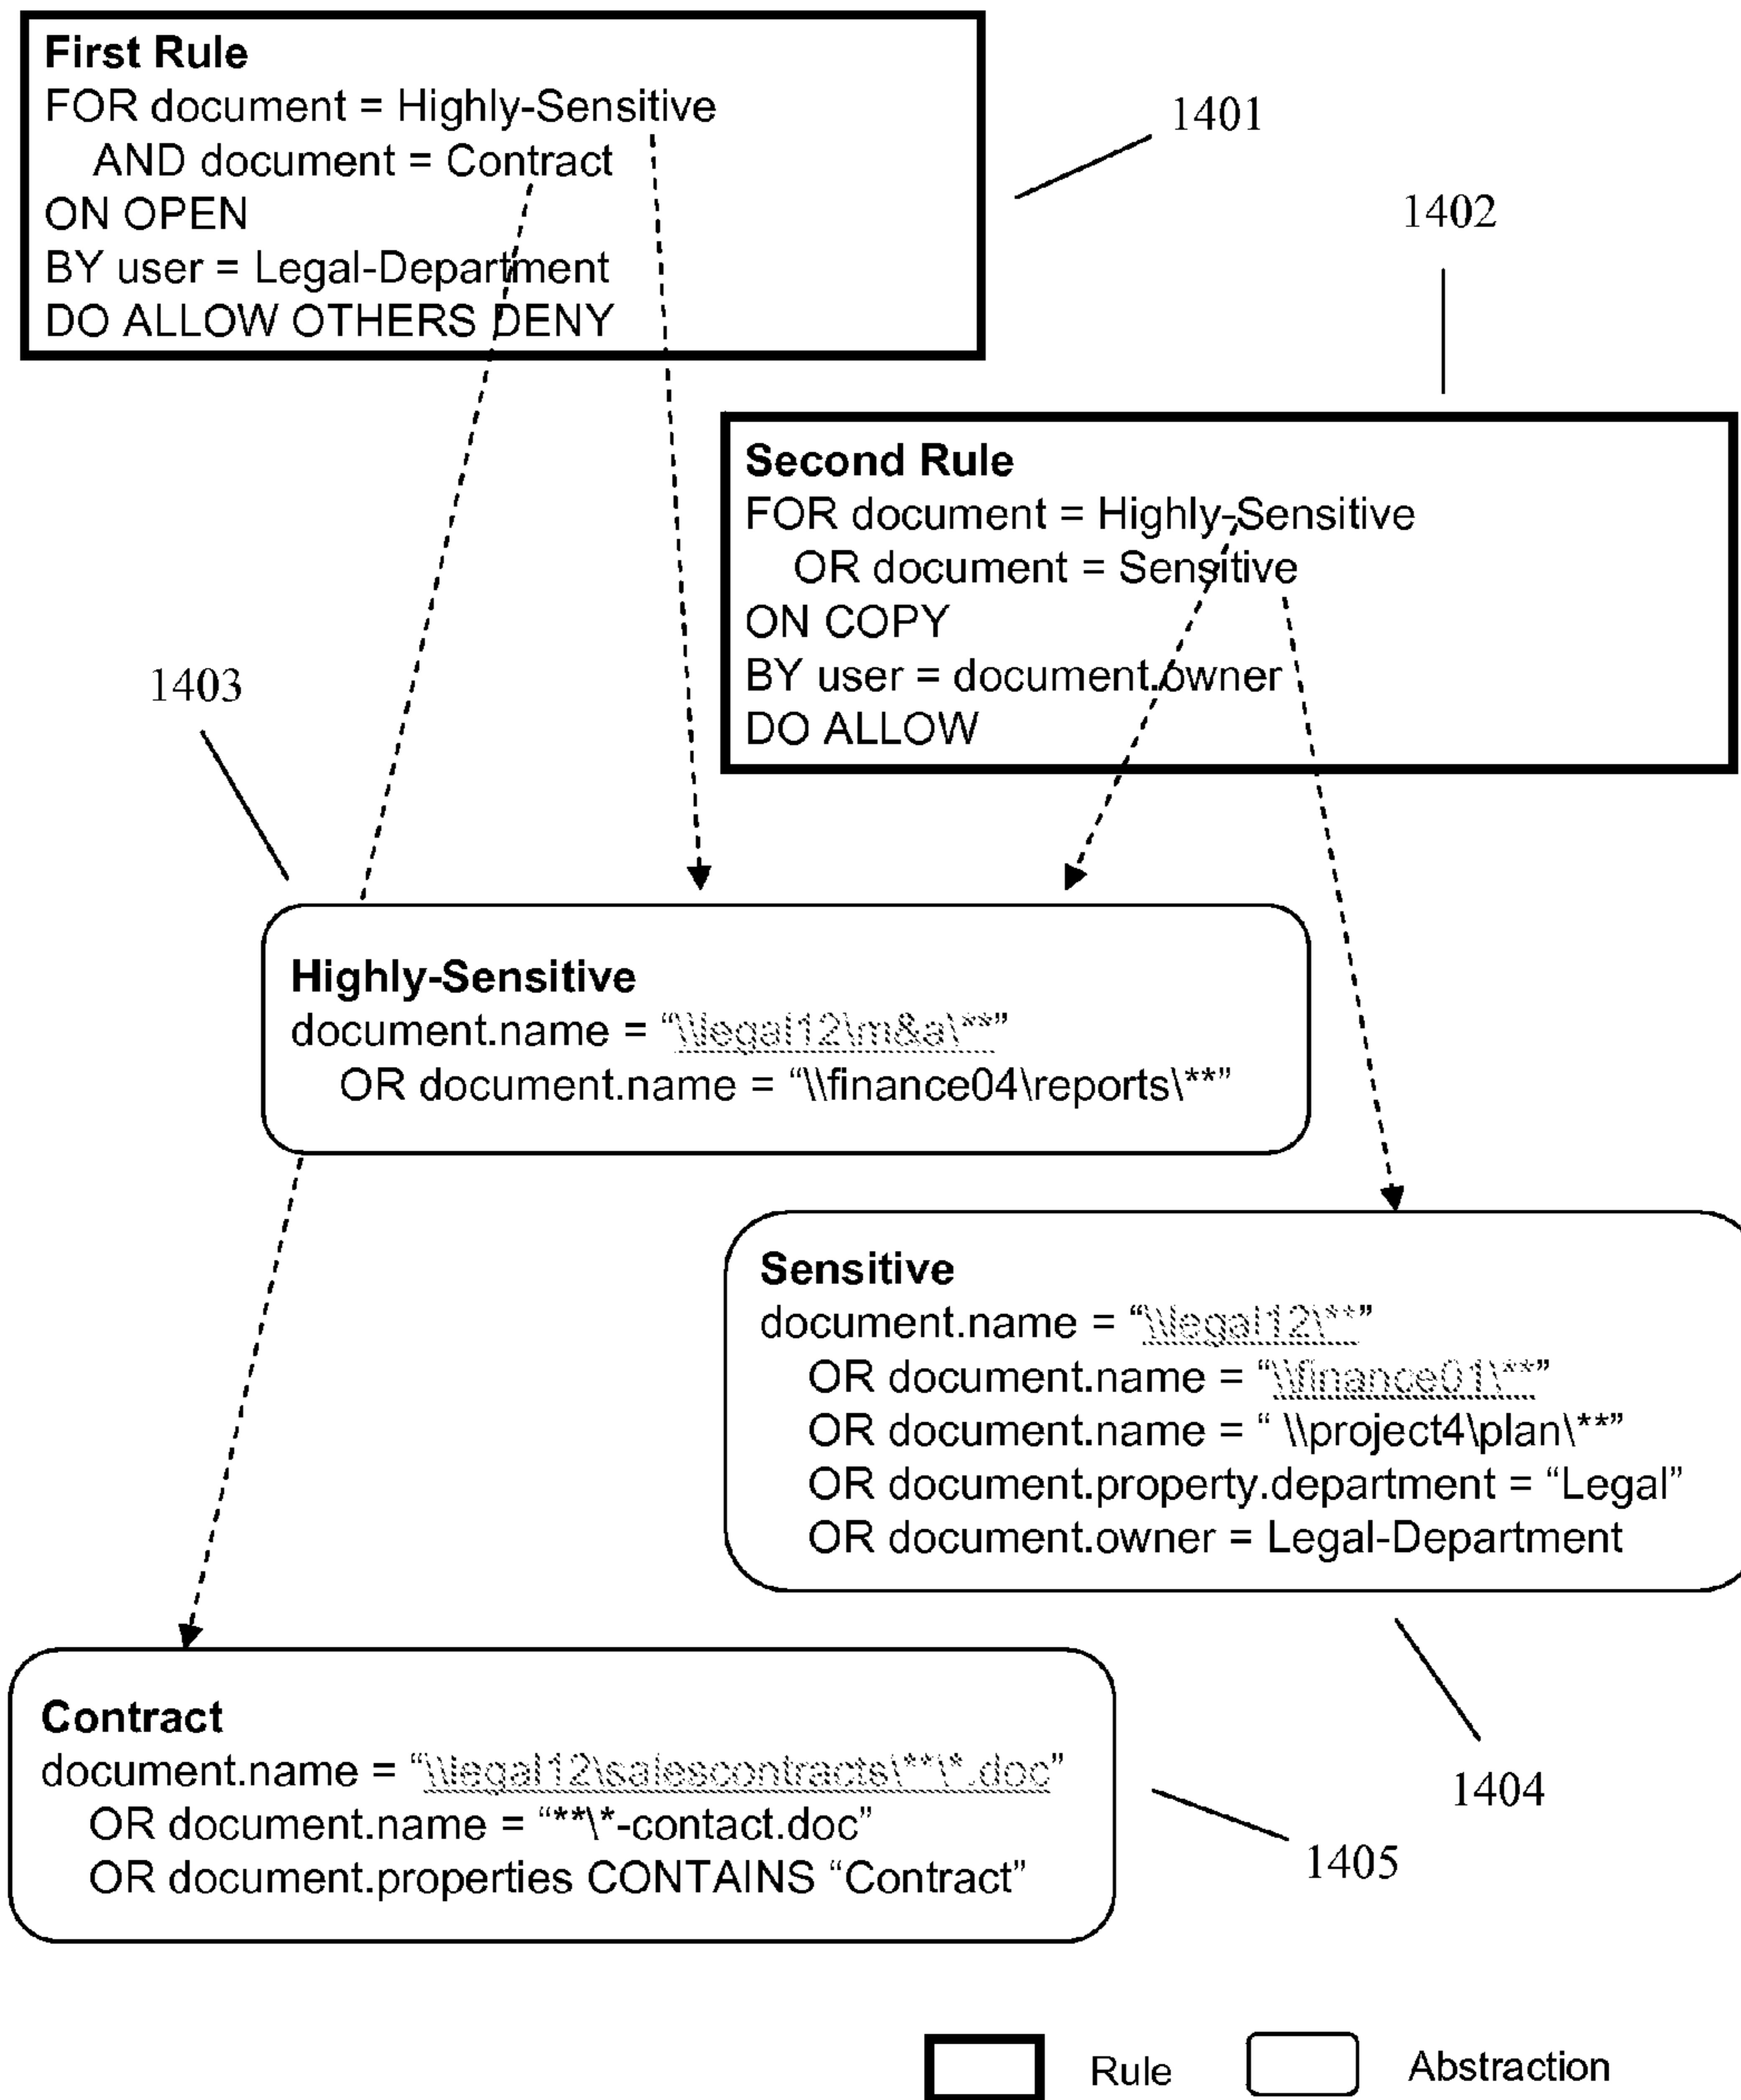 First Rule
FOR document = Highly-Sensitive
AND document = Contract
ON OPEN
BY user = Legal-Department
DO ALLOW OTHERS DENY
1401
1402
Second Rule
FOR document = Highly-Sensitive
OR document = Sensitive
ON COPY
BY user = document.owner
DO ALLOW
1403
Highly-Sensitive
document.name = “\\legal12\m&a\**”
OR document.name = “\\finance04\reports\**”
Sensitive
document.name = “\\legal12\**”
OR document.name = “\\finance01\**”
OR document.name = “ \\project4\plan\**”
OR document.property.department = “Legal”
OR document.owner = Legal-Department
1404
Contract
document.name = “\\legal12\salescontracts\**\*.doc”
OR document.name = “**\*-contact.doc”
OR document.properties CONTAINS “Contract”
1405
Rule
Abstraction